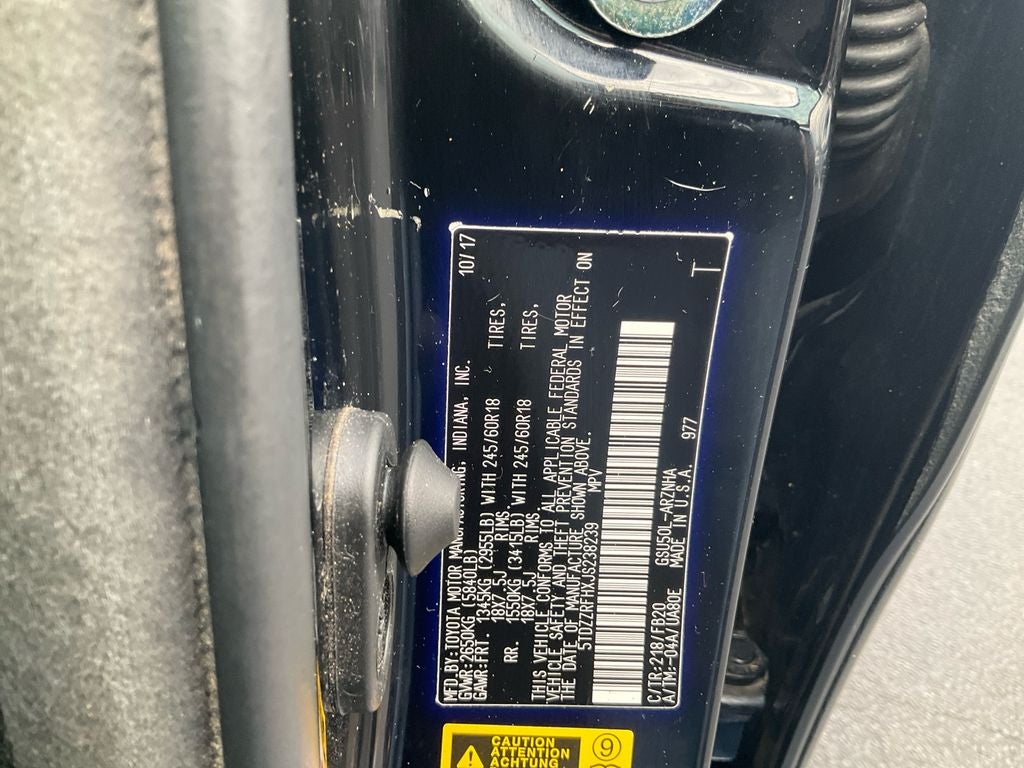 MFD.BY:TOYOTA MOTOR MANUFACTURING, INDIANA, INC. 10/17
GVWR:2650KG (5840LB)
GAWR:FRT. 1345KG (2955LB) WITH 245/60R18 TIRES,
18X7.5J RIMS
RR. 1550KG (3415LB) WITH 245/60R18 TIRES,
18X7.5J RIMS
THIS VEHICLE CONFORMS TO ALL APPLICABLE FEDERAL MOTOR
VEHICLE SAFETY AND THEFT PREVENTION STANDARDS IN EFFECT ON
THE DATE OF MANUFACTURE SHOWN ABOVE.
5TDZZRFHXJS238239 MPV
C/TR:218/FB20 GSU50L-ARZNHA
A/TM:-04A/UA80E MADE IN U.S.A. 977
T
CAUTION
ATTENTION
ACHTUNG
9